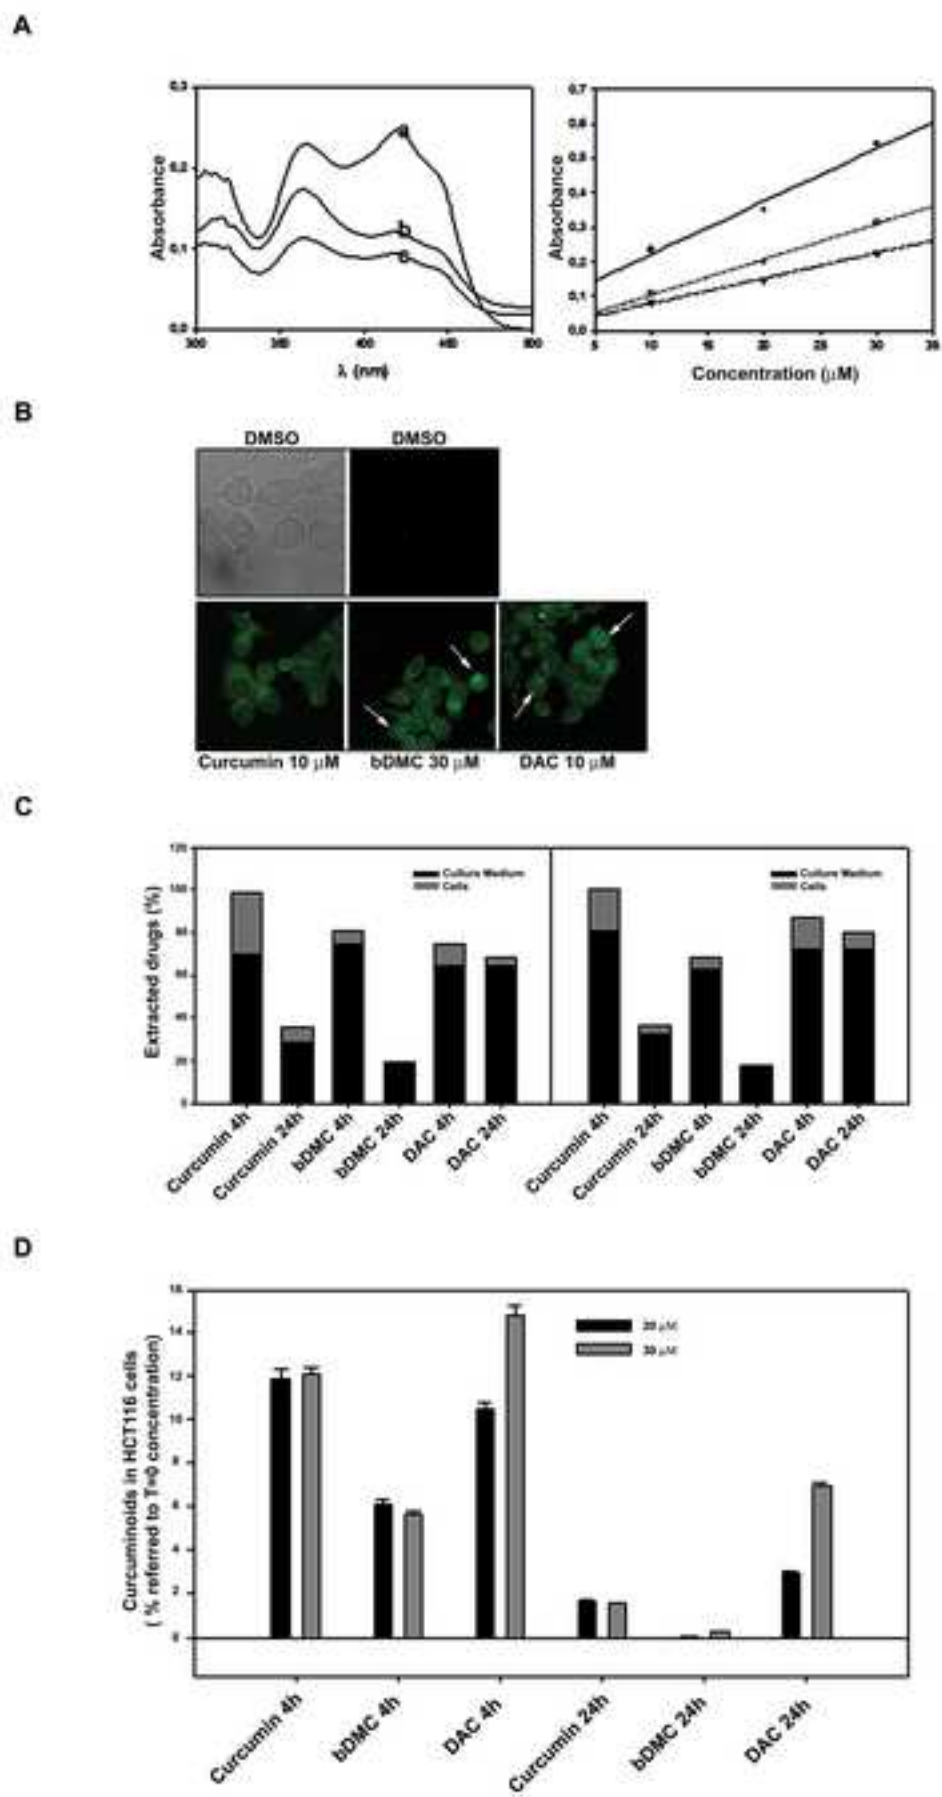 A
0.3
0.2
0.1
0.0
300
350
400
450
500
Absorbance
λ (nm)
a
b
c
0.7
0.6
0.5
0.4
0.3
0.2
0.1
0.0
5
10
15
20
25
30
35
Absorbance
Concentration (μM)
B
DMSO
DMSO
Curcumin 10 μM
bDMC 30 μM
DAC 10 μM
C
Extracted drugs (%)
120
100
80
60
40
20
0
Culture Medium
Cells
Culture Medium
Cells
Curcumin 4h
Curcumin 24h
bDMC 4h
bDMC 24h
DAC 4h
DAC 24h
Curcumin 4h
Curcumin 24h
bDMC 4h
bDMC 24h
DAC 4h
DAC 24h
D
Curcuminoids in HCT116 cells
( % referred to T=0 concentration)
16
14
12
10
8
6
4
2
0
20 μM
30 μM
Curcumin 4h
bDMC 4h
DAC 4h
Curcumin 24h
bDMC 24h
DAC 24h